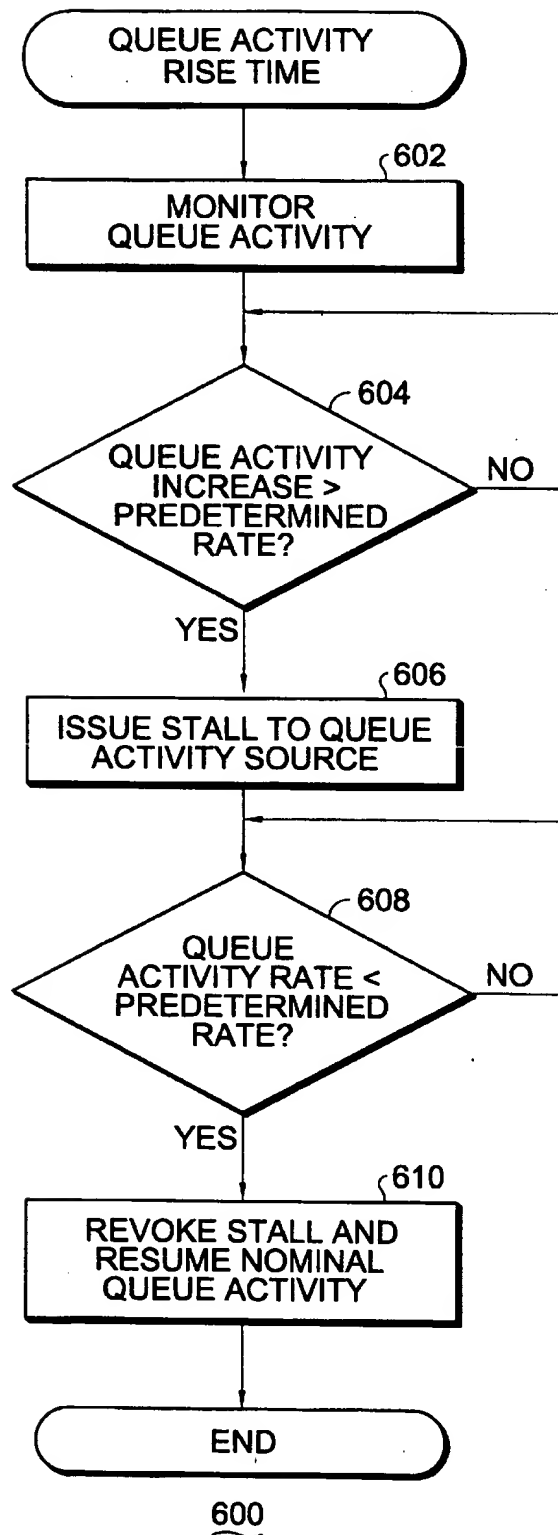 QUEUE ACTIVITY
RISE TIME
602
MONITOR
QUEUE ACTIVITY
604
QUEUE ACTIVITY
INCREASE >
PREDETERMINED
RATE?
NO
YES
606
ISSUE STALL TO QUEUE
ACTIVITY SOURCE
608
QUEUE
ACTIVITY RATE <
PREDETERMINED
RATE?
NO
YES
610
REVOKE STALL AND
RESUME NOMINAL
QUEUE ACTIVITY
END
600